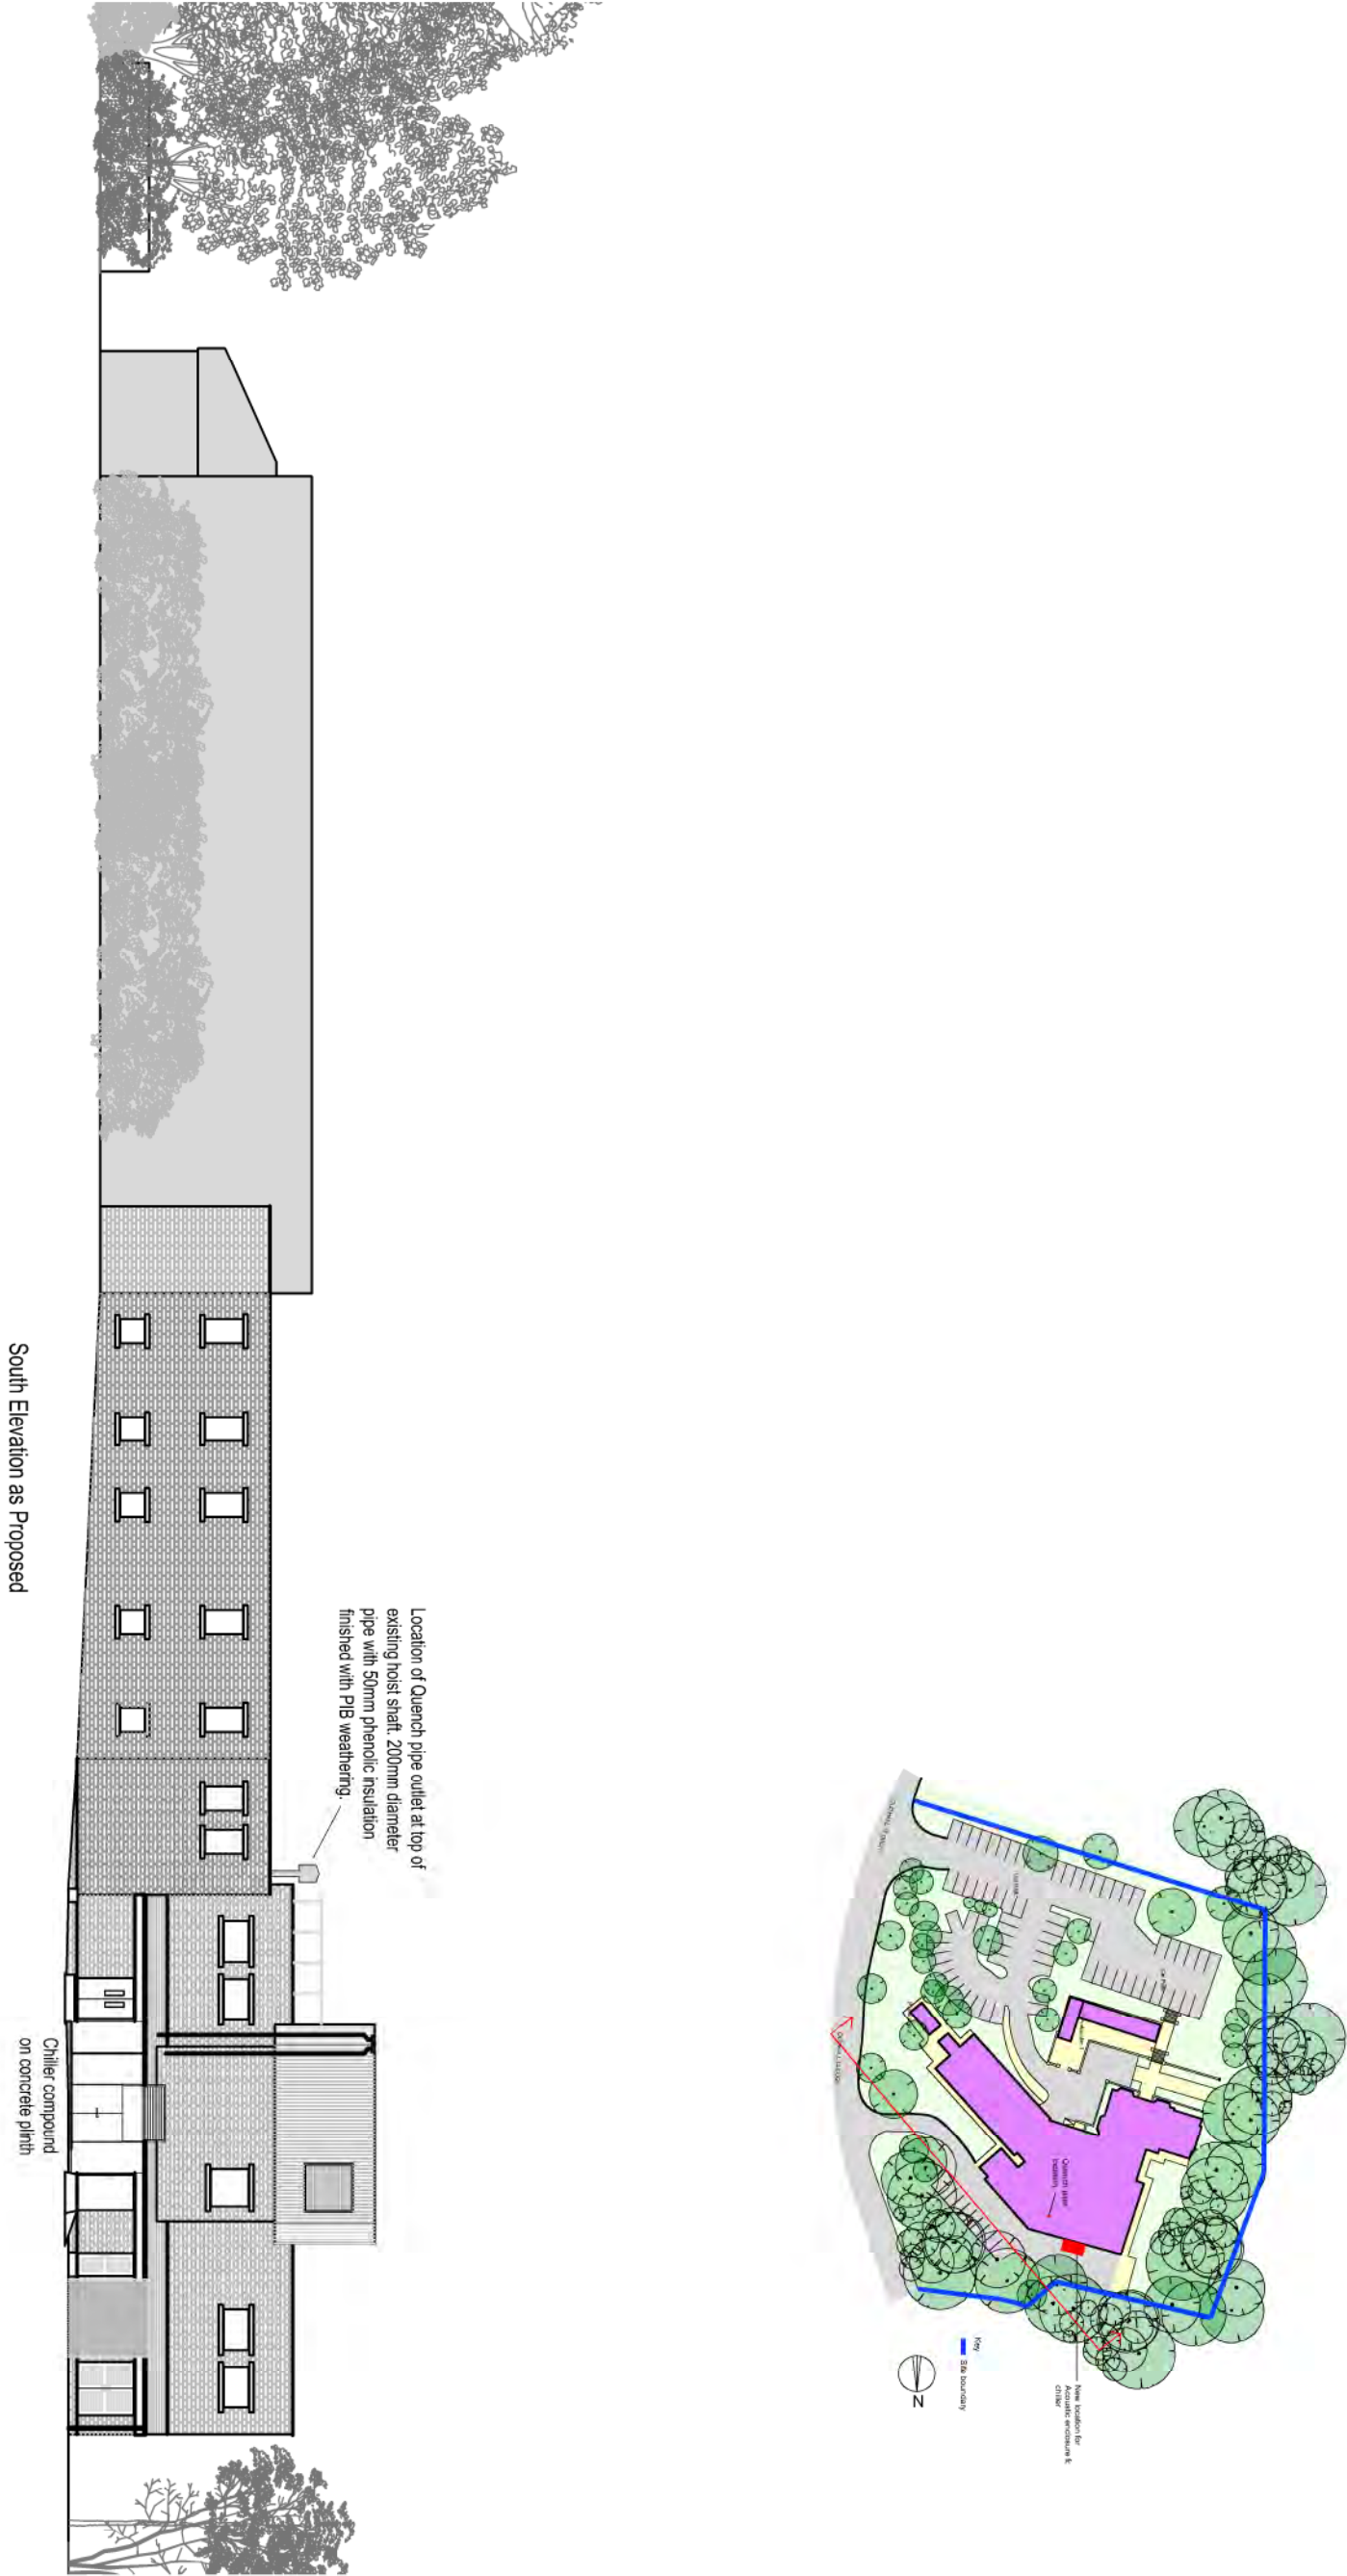 Location of Quench pipe outlet at top of
existing hoist shaft. 200mm diameter
pipe with 50mm phenolic insulation
finished with PIB weathering.
Chiller compound
on concrete plinth
South Elevation as Proposed
Quench pipe
location
New location for
Acoustic enclosure &
chiller
Key
Site boundary
N